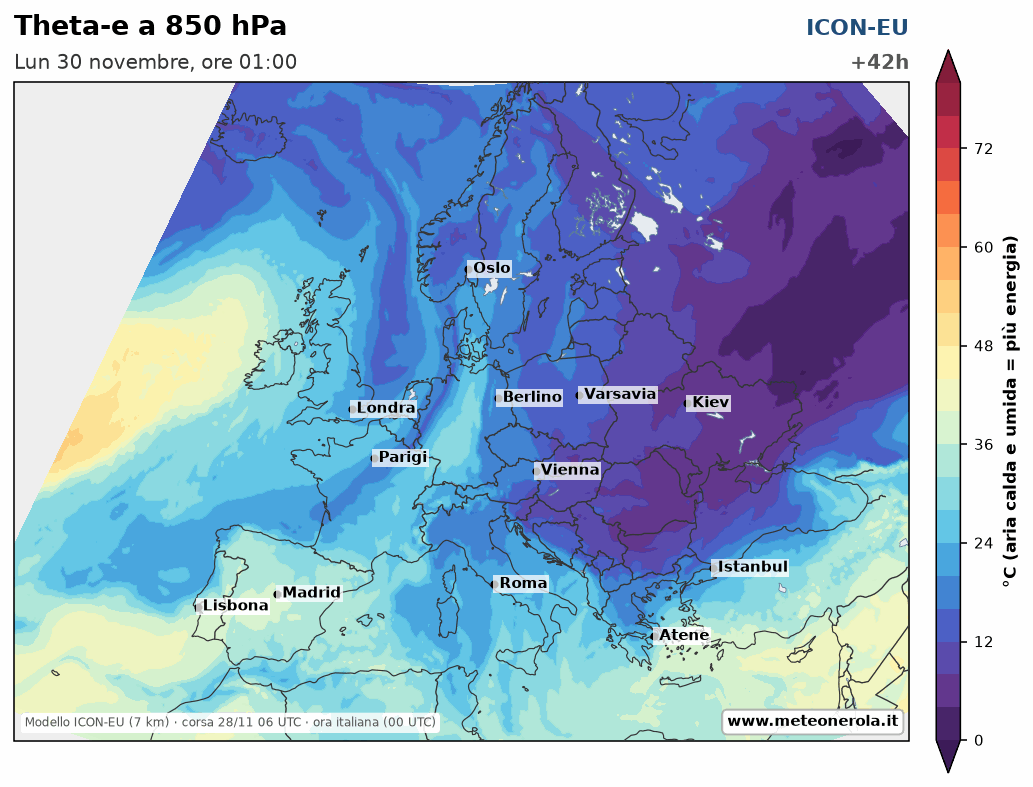 Theta-e a 850 hPa
ICON-EU
Lun 30 novembre, ore 01:00
+42h
Oslo
Londra
Berlino
Varsavia
Kiev
Parigi
Vienna
Istanbul
Roma
Madrid
Lisbona
Atene
72
60
48
36
24
12
0
°C (aria calda e umida = più energia)
Modello ICON-EU (7 km) · corsa 28/11 06 UTC · ora italiana (00 UTC)
www.meteonerola.it